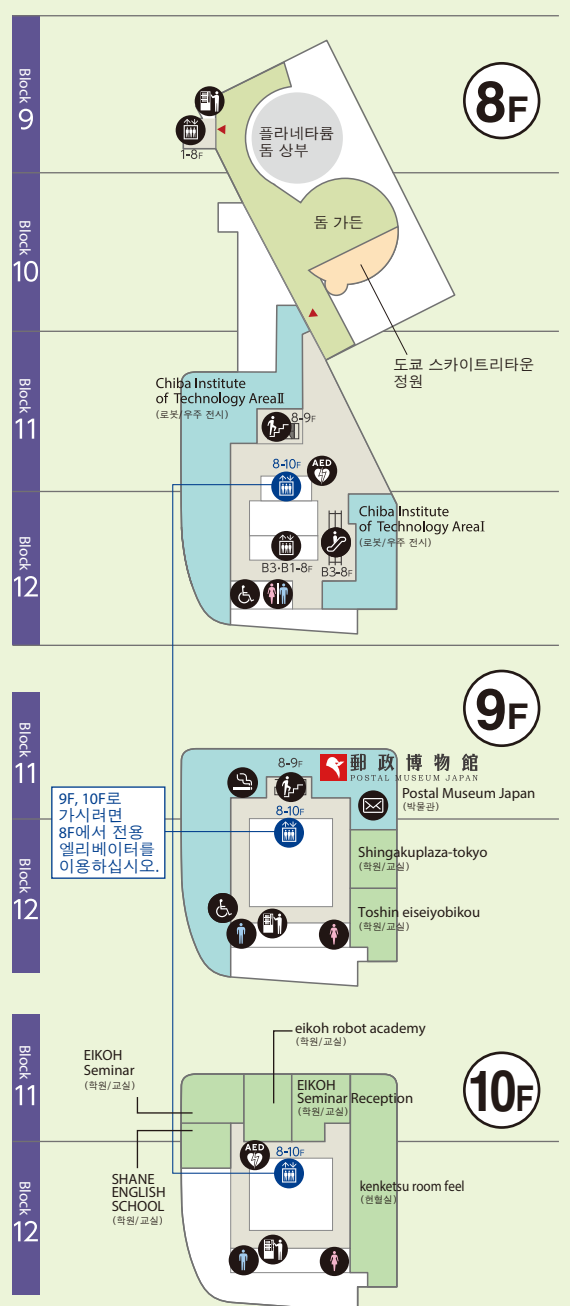 Block
9
8F
1-8F
플라네타륨
돔 상부
Block
10
돔 가든
도쿄 스카이트리타운
정원
Block
11
Chiba Institute
of Technology AreaⅡ
(로봇/우주 전시)
8-9F
8-10F
AED
Block
12
Chiba Institute
of Technology AreaⅠ
(로봇/우주 전시)
B3·B1-8F
B3-8F
9F
Block
11
8-9F
郵政博物館
POSTAL MUSEUM JAPAN
Postal Museum Japan
(박물관)
9F, 10F로
가시려면
8F에서 전용
엘리베이터를
이용하십시오.
8-10F
Block
12
Shingakuplaza-tokyo
(학원/교실)
Toshin eiseiyobikou
(학원/교실)
10F
Block
11
eikoh robot academy
(학원/교실)
EIKOH
Seminar
(학원/교실)
EIKOH
Seminar Reception
(학원/교실)
AED
8-10F
Block
12
SHANE
ENGLISH
SCHOOL
(학원/교실)
kenketsu room feel
(헌혈실)